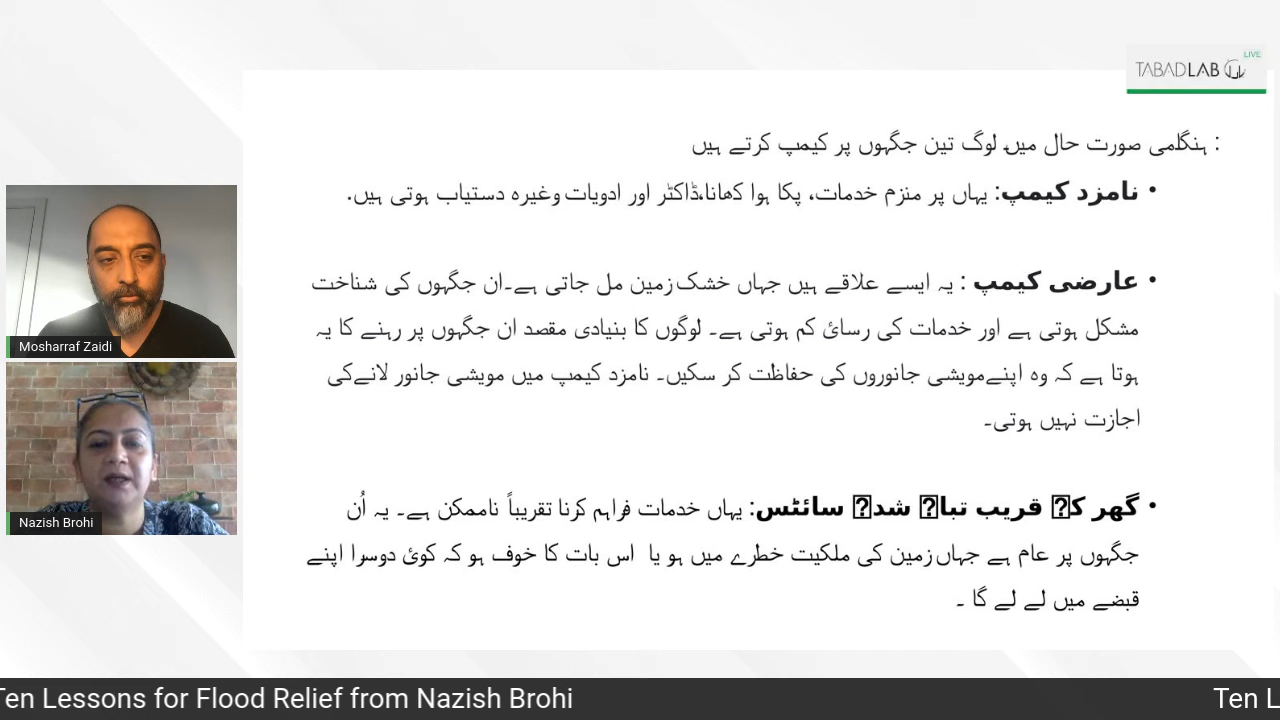 LIVE
TABADLAB
ہنگامی صورت حال میں لوگ تین جگہوں پر کیمپ کرتے ہیں :
• نامزد کیمپ: یہاں پر منزم خدمات، پکا ہوا کھانا،ڈاکٹر اور ادویات وغیرہ دستیاب ہوتی ہیں.
• عارضی کیمپ : یہ ایسے علاقے ہیں جہاں خشک زمین مل جاتی ہے۔ان جگہوں کی شناخت
مشکل ہوتی ہے اور خدمات کی رسائ کم ہوتی ہے۔ لوگوں کا بنیادی مقصد ان جگہوں پر رہنے کا یہ
ہوتا ہے کہ وہ اپنےمویشی جانوروں کی حفاظت کر سکیں۔ نامزد کیمپ میں مویشی جانور لانےکی
اجازت نہیں ہوتی۔
• گھر ک قریب تبا شد سائٹس: یہاں خدمات فراہم کرنا تقریباً ناممکن ہے۔ یہ اُن
جگہوں پر عام ہے جہاں زمین کی ملکیت خطرے میں ہو یا اس بات کا خوف ہو کہ کوئ دوسرا اپنے
قبضے میں لے لے گا ۔
Mosharraf Zaidi
Nazish Brohi
Ten Lessons for Flood Relief from Nazish Brohi
Ten L